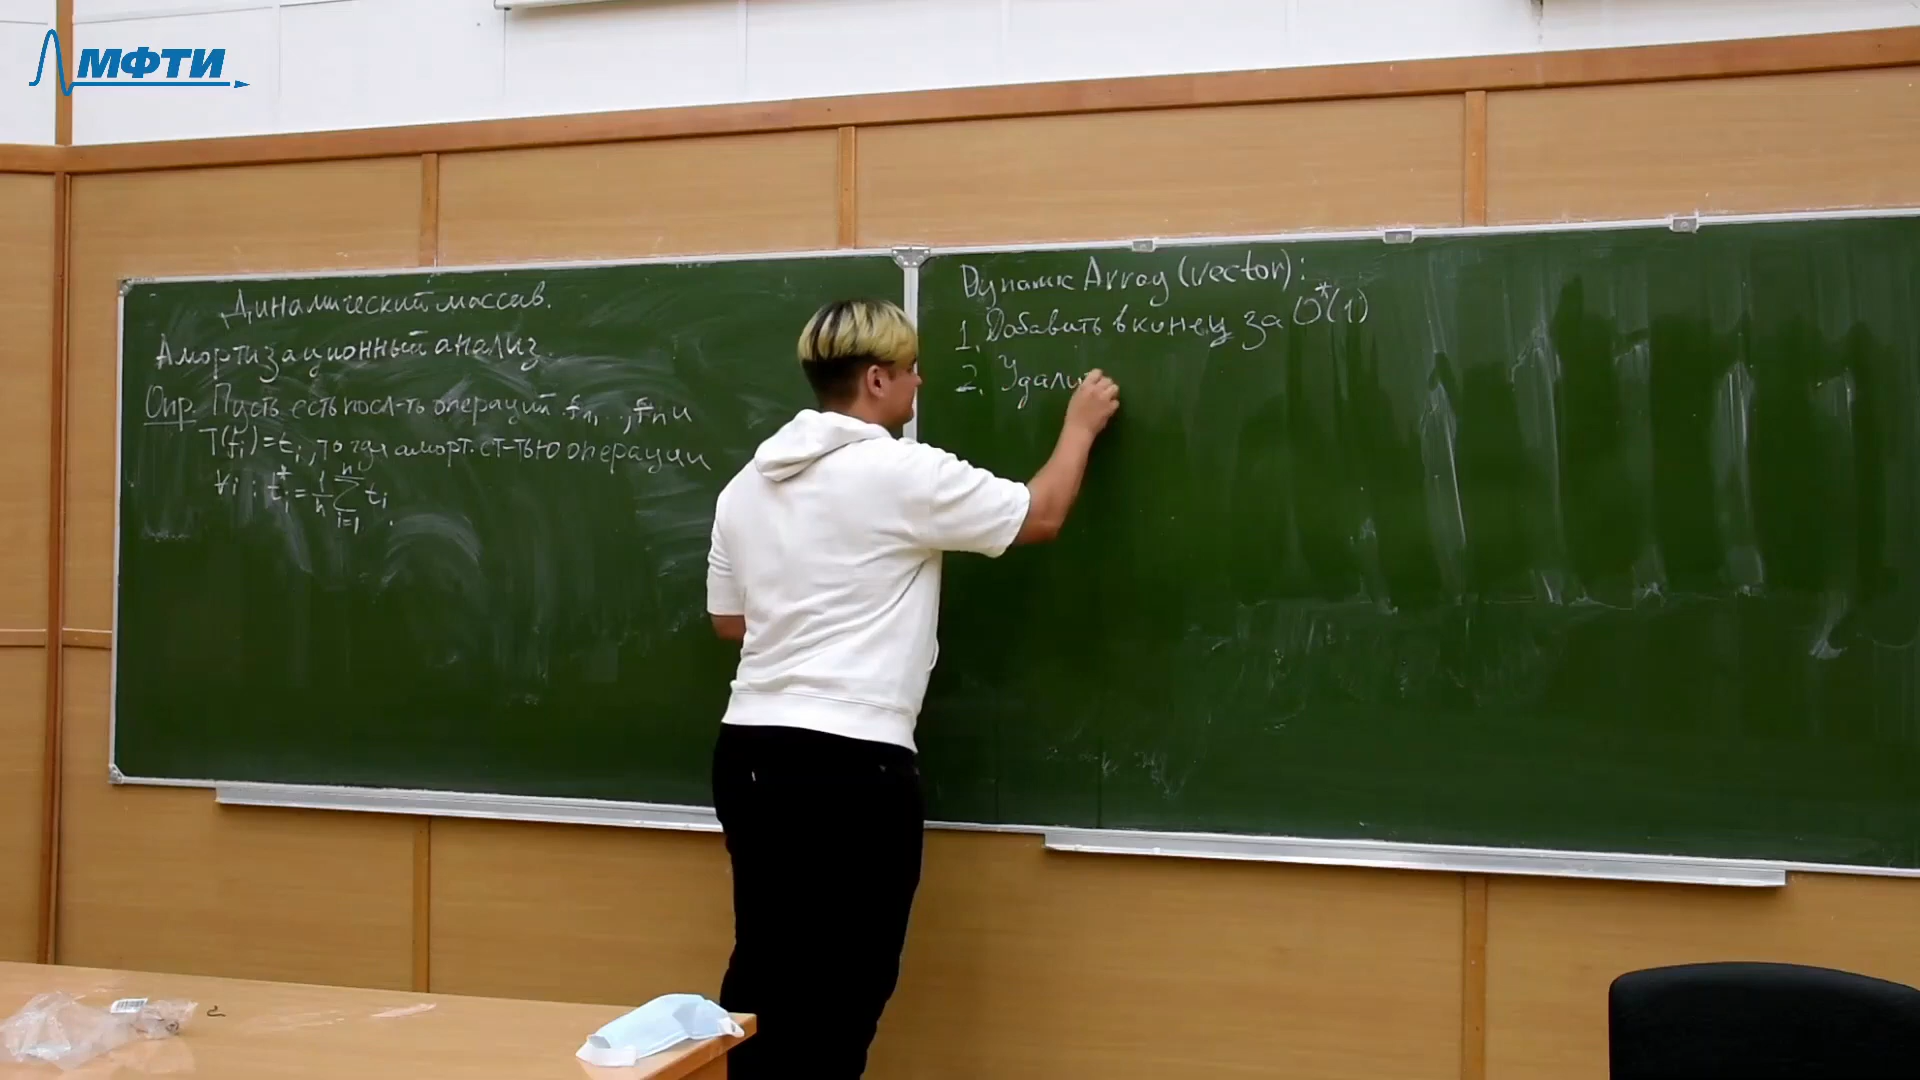 МФТИ
Динамический массив.
Амортизационный анализ.
Опр. Пусть есть посл-ть операций f1, ..., fn и
T(fi) = ti, тогда аморт. ст-тью операции
∀i : ti* = 1/n Σ ti
i=1
n
Dynamic Array (vector):
1. Добавить в конец за O*(1)
2. Удали